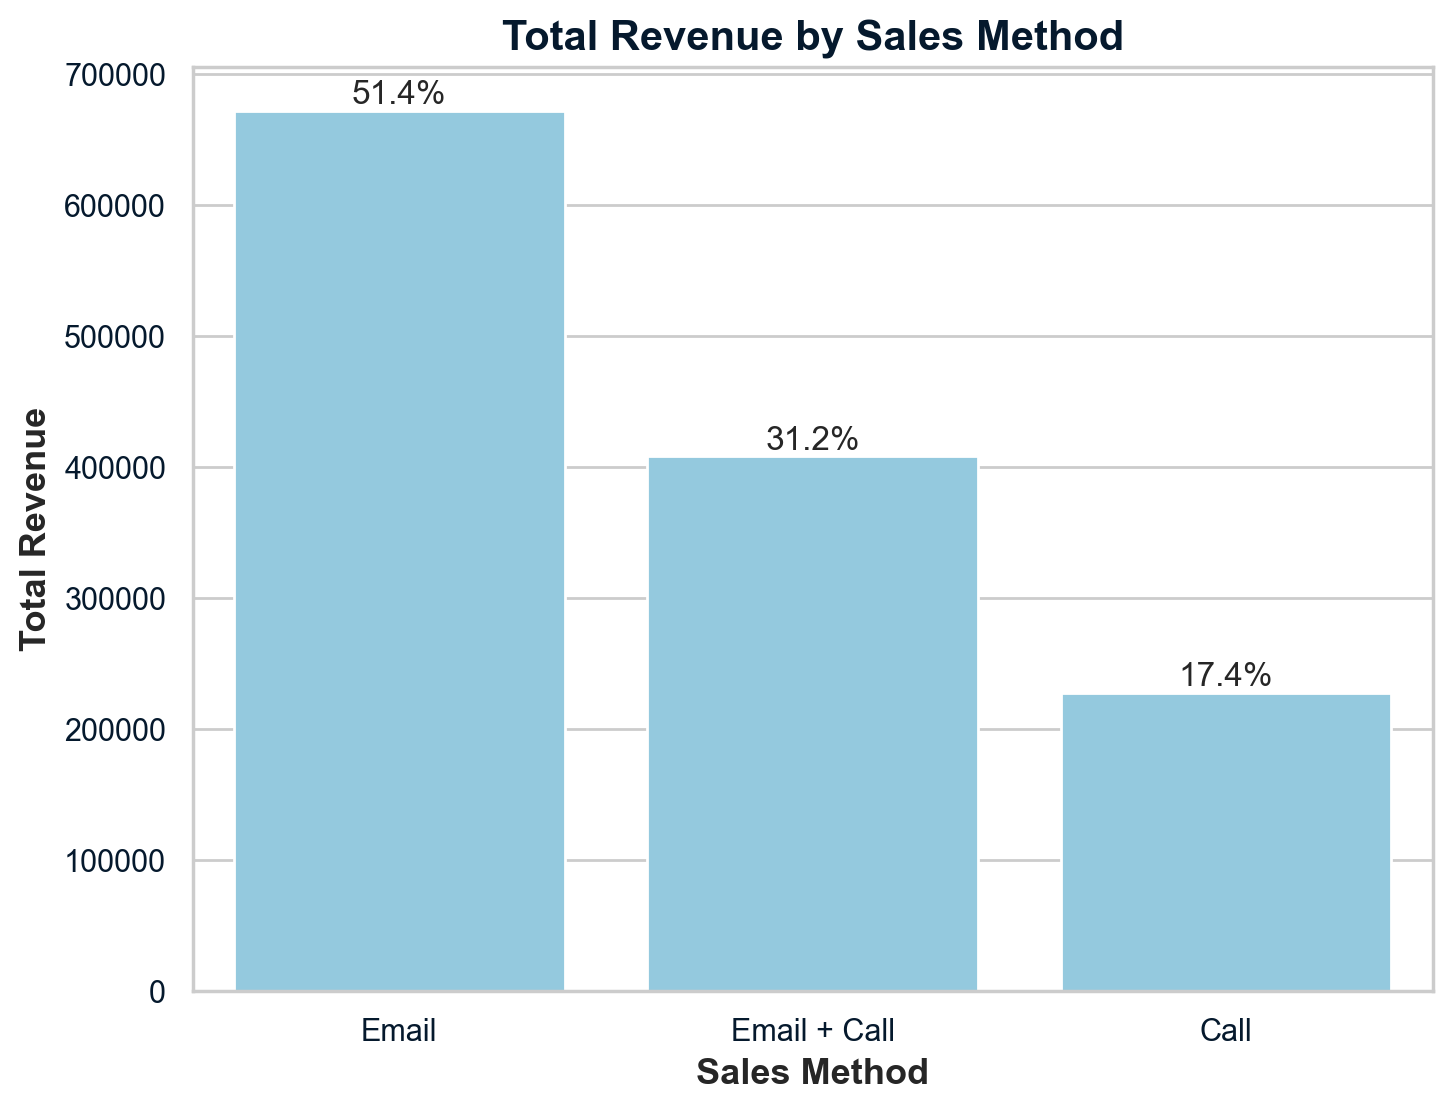 Total Revenue by Sales Method
700000
600000
500000
400000
300000
200000
100000
0
Total Revenue
51.4%
31.2%
17.4%
Email
Email + Call
Call
Sales Method